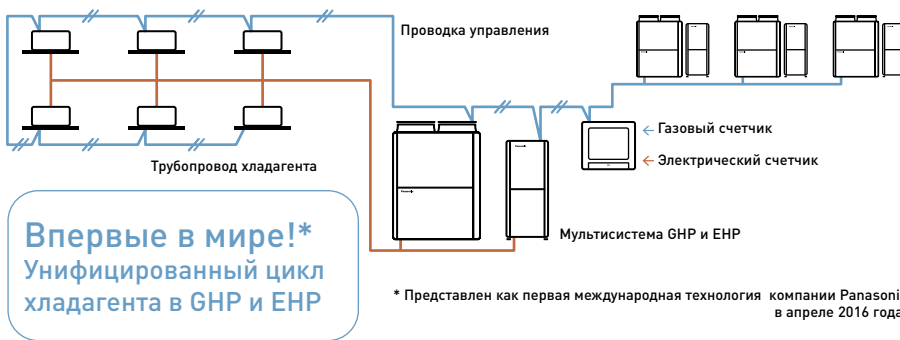 Проводка управления
Газовый счетчик
Электрический счетчик
Трубопровод хладагента
Мультисистема GHP и EHP
Впервые в мире!*
Унифицированный цикл
хладагента в GHP и EHP
* Представлен как первая международная технология компании Panasoni
в апреле 2016 года